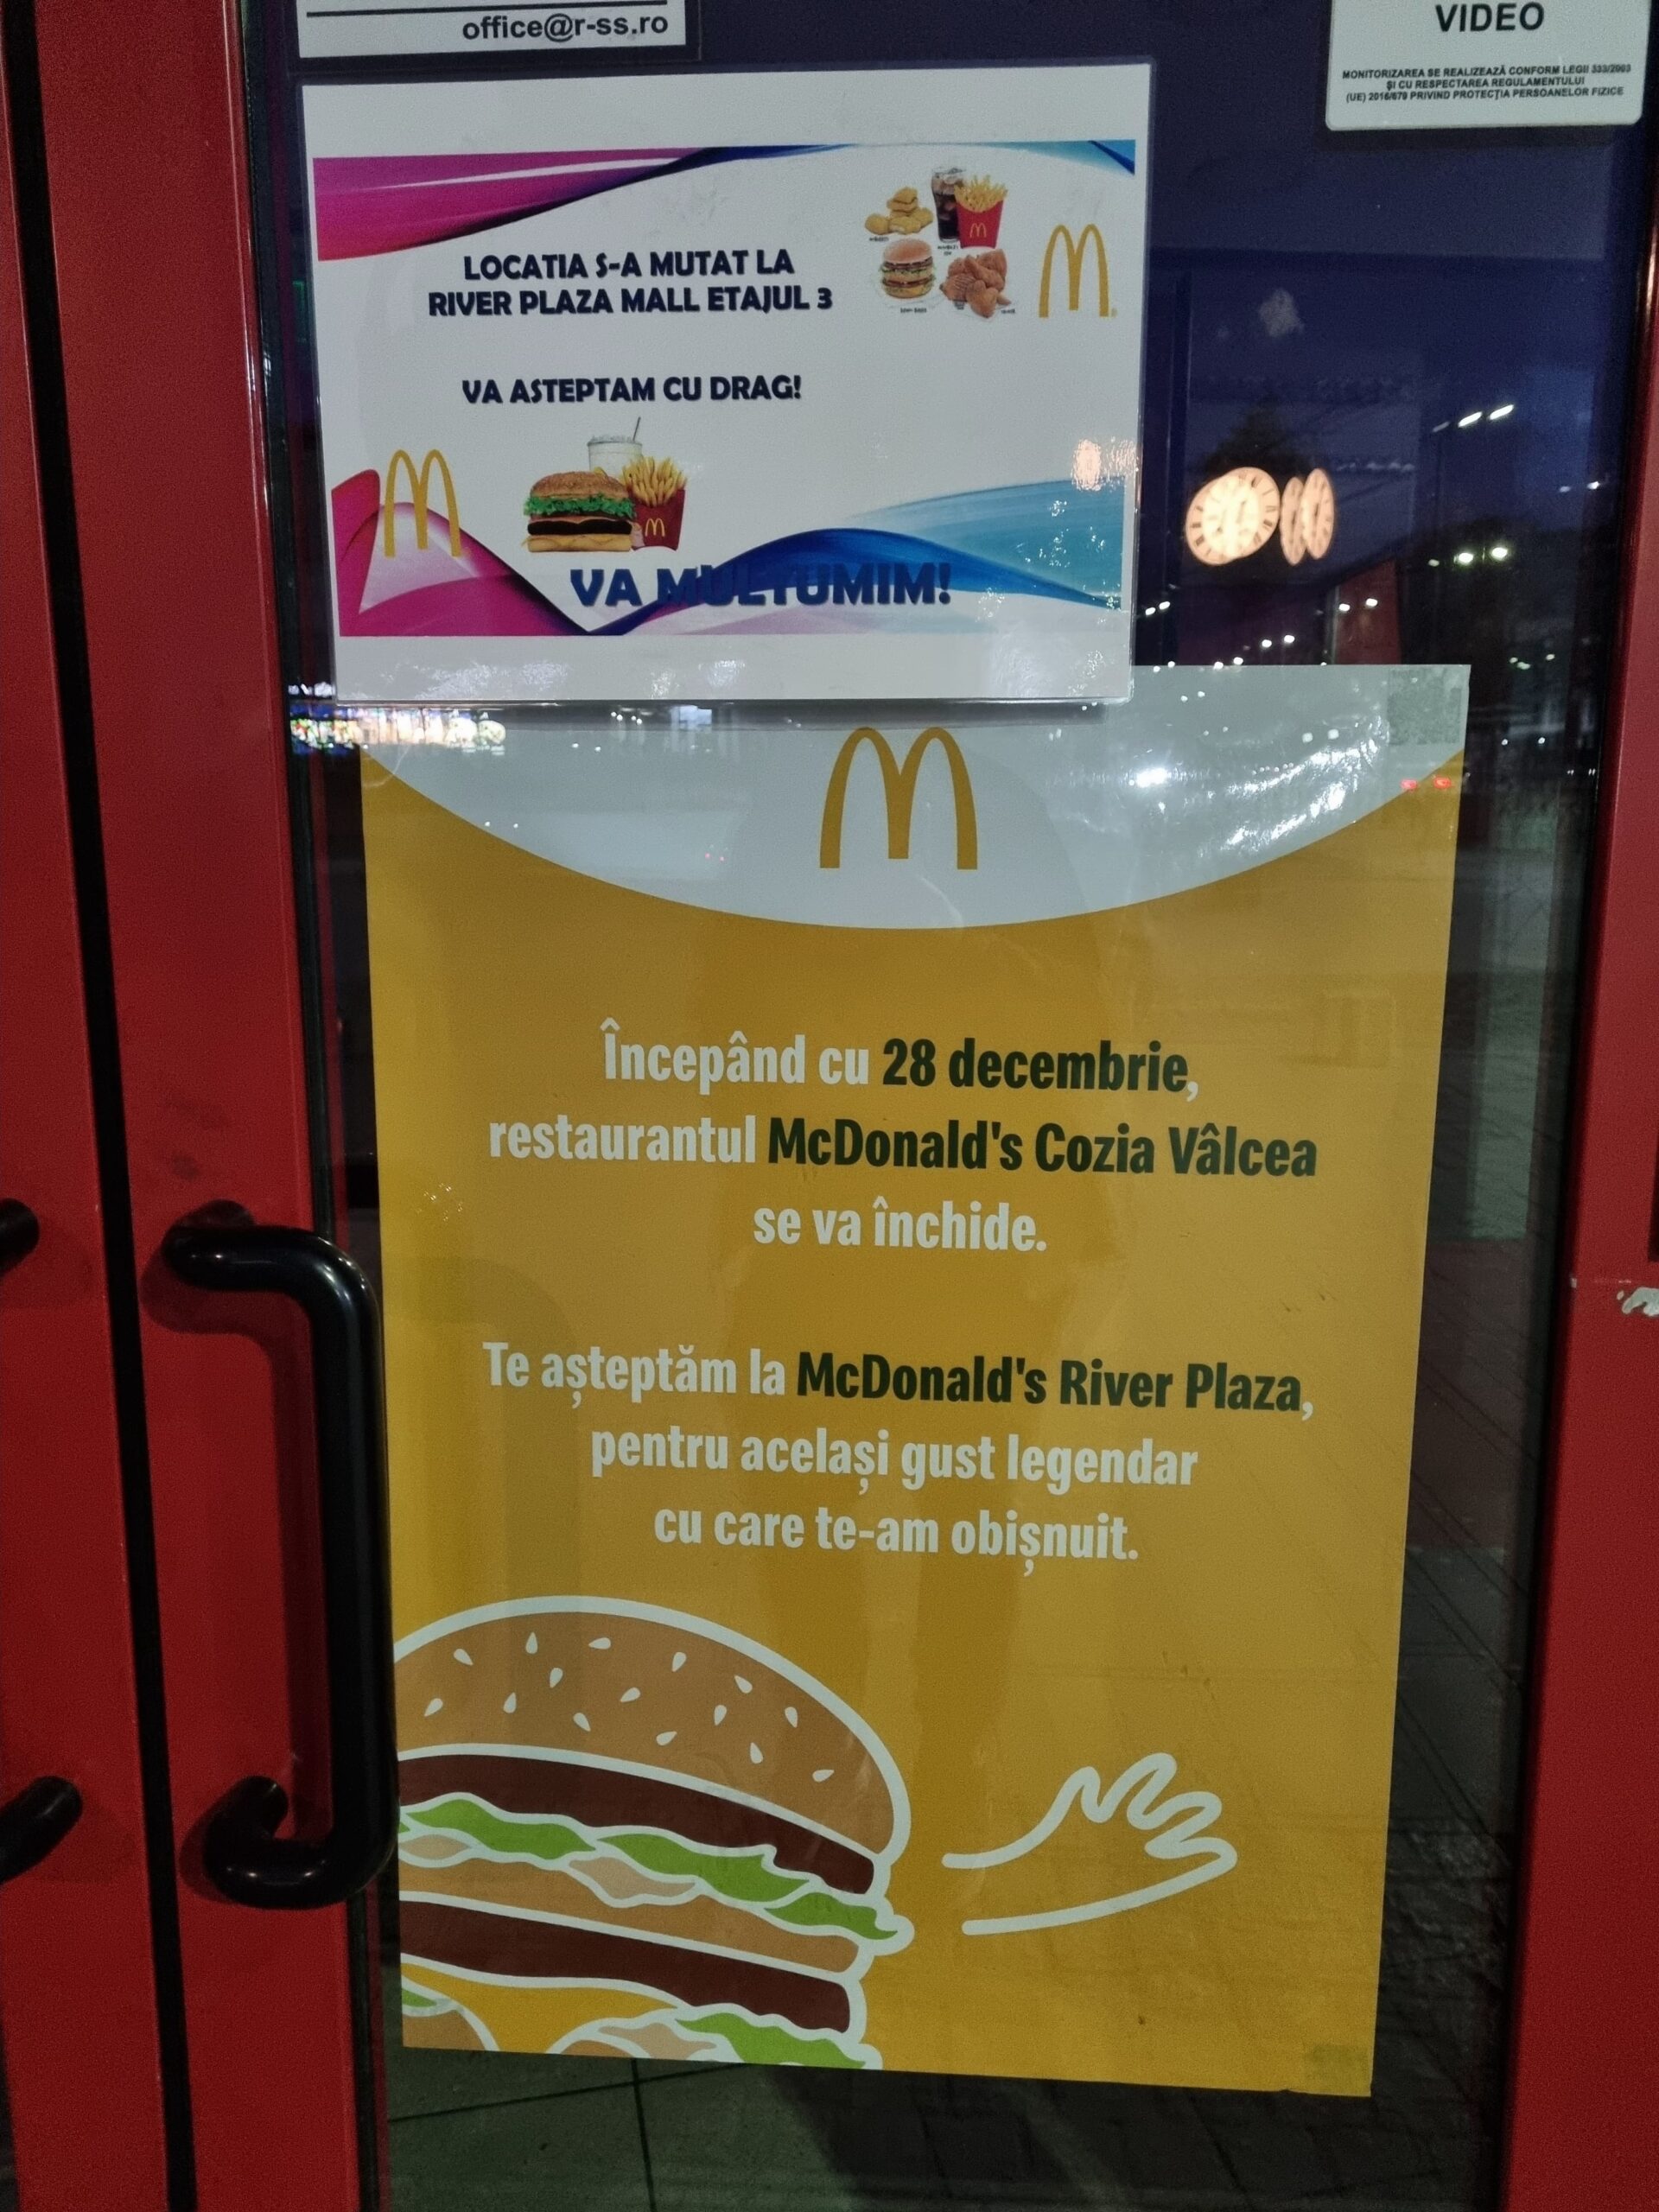 office@r-ss.ro
VIDEO
MONITORIZAREA SE REALIZEAZĂ CONFORM LEGII 333/2003
ȘI CU RESPECTAREA REGULAMENTULUI
(UE) 2016/679 PRIVIND PROTECȚIA PERSOANELOR FIZICE
LOCATIA S-A MUTAT LA
RIVER PLAZA MALL ETAJUL 3
VA ASTEPTAM CU DRAG!
VA MULTUMIM!
Începând cu 28 decembrie,
restaurantul McDonald's Cozia Vâlcea
se va închide.
Te așteptăm la McDonald's River Plaza,
pentru același gust legendar
cu care te-am obișnuit.